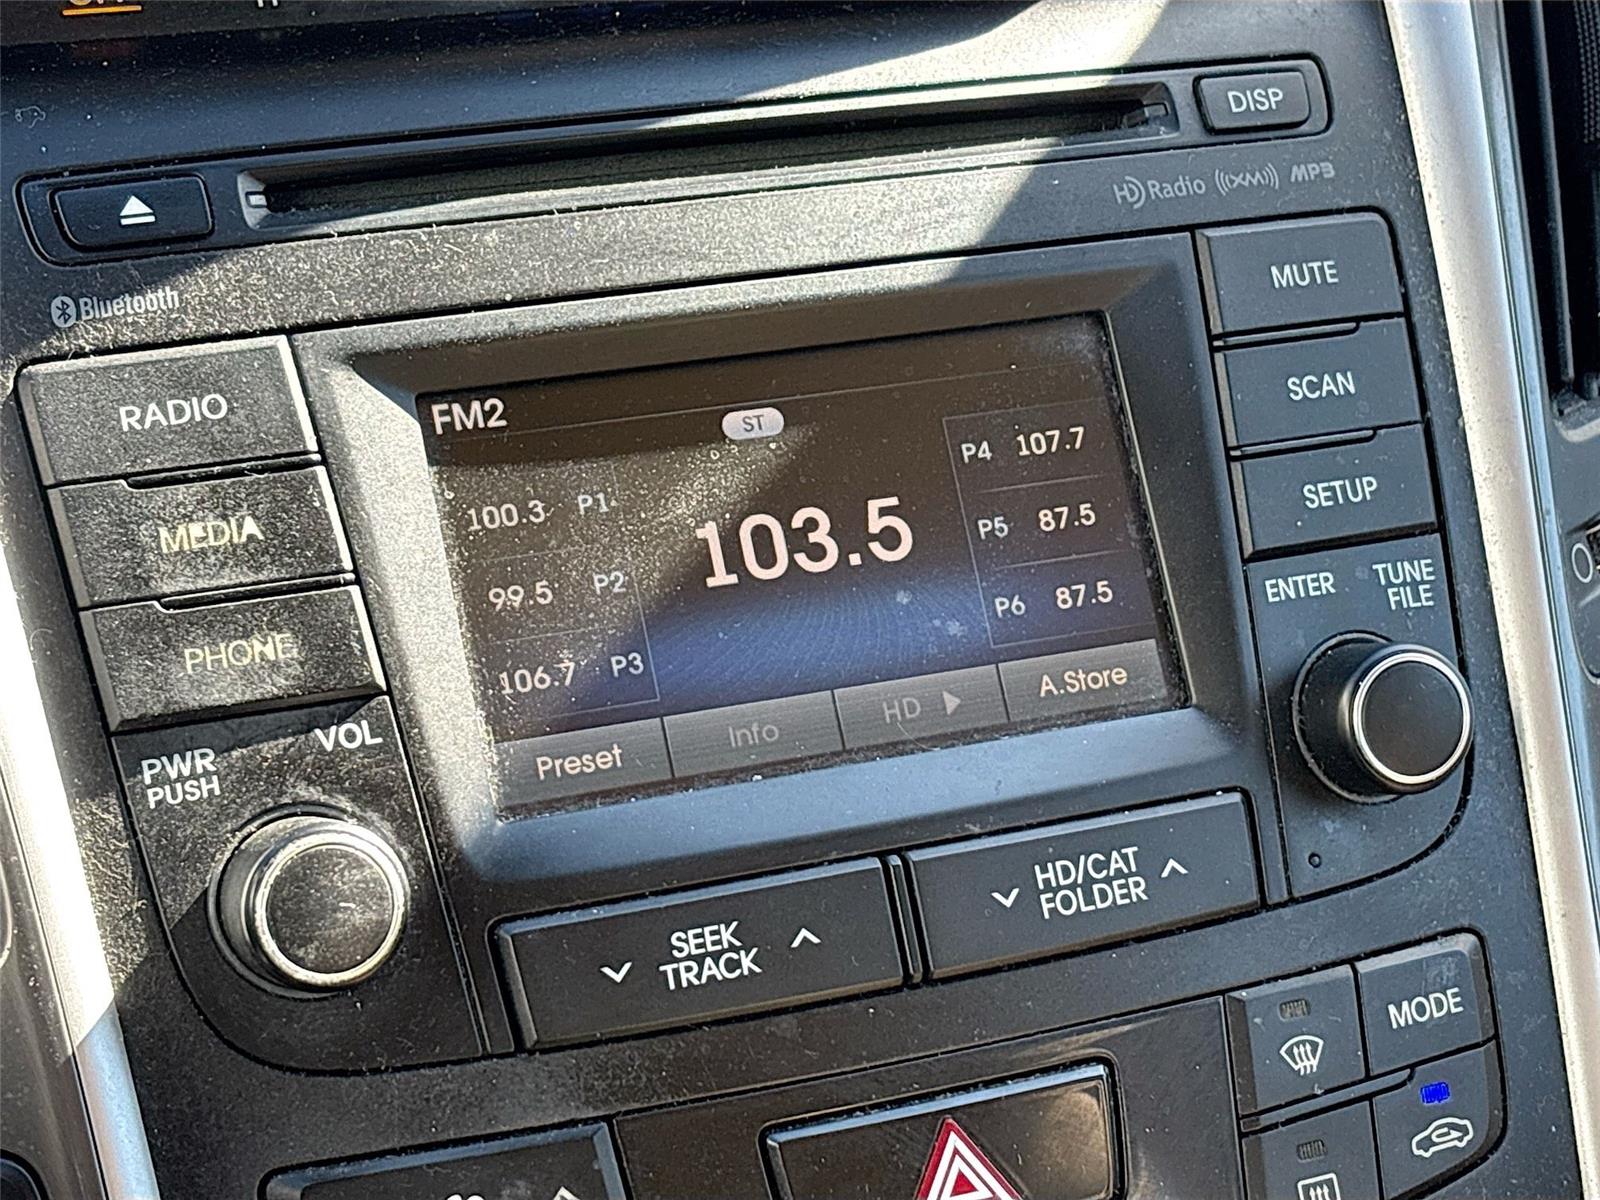 DISP
HD Radio ((XM)) MP3
Bluetooth
RADIO
MEDIA
PHONE
PWR
PUSH
VOL
FM2
ST
100.3 P1
99.5 P2
106.7 P3
103.5
P4 107.7
P5 87.5
P6 87.5
Preset
Info
HD
A.Store
MUTE
SCAN
SETUP
ENTER
TUNE
FILE
SEEK
TRACK
HD/CAT
FOLDER
MODE